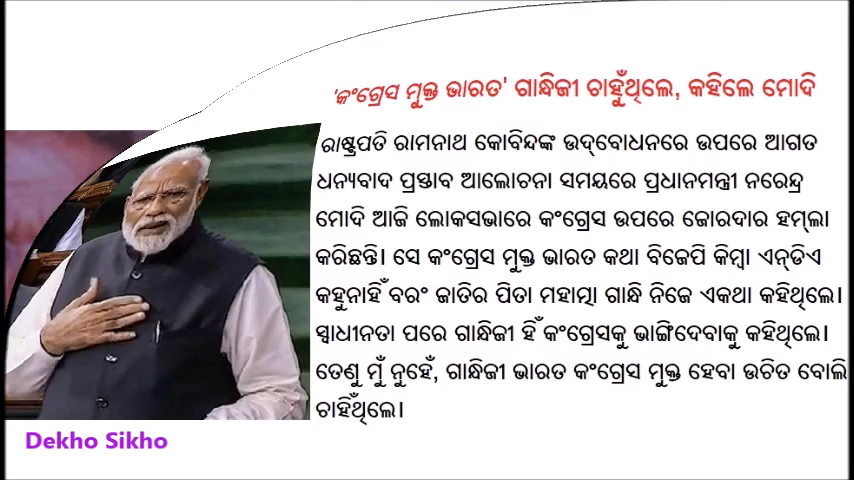 'କଂଗ୍ରେସ ମୁକ୍ତ ଭାରତ' ଗାନ୍ଧିଜୀ ଚାହୁଁଥିଲେ, କହିଲେ ମୋଦି
ରାଷ୍ଟ୍ରପତି ରାମନାଥ କୋବିନ୍ଦଙ୍କ ଉଦ୍‌ବୋଧନରେ ଉପରେ ଆଗତ
ଧନ୍ୟବାଦ ପ୍ରସ୍ତାବ ଆଲୋଚନା ସମୟରେ ପ୍ରଧାନମନ୍ତ୍ରୀ ନରେନ୍ଦ୍ର
ମୋଦି ଆଜି ଲୋକସଭାରେ କଂଗ୍ରେସ ଉପରେ ଜୋରଦାର ହମ୍‌ଲା
କରିଛନ୍ତି। ସେ କଂଗ୍ରେସ ମୁକ୍ତ ଭାରତ କଥା ବିଜେପି କିମ୍ବା ଏନ୍‌ଡିଏ
କହୁନାହିଁ ବରଂ ଜାତିର ପିତା ମହାତ୍ମା ଗାନ୍ଧି ନିଜେ ଏକଥା କହିଥିଲେ।
ସ୍ୱାଧୀନତା ପରେ ଗାନ୍ଧିଜୀ ହିଁ କଂଗ୍ରେସକୁ ଭାଙ୍ଗିଦେବାକୁ କହିଥିଲେ।
ତେଣୁ ମୁଁ ନୁହେଁ, ଗାନ୍ଧିଜୀ ଭାରତ କଂଗ୍ରେସ ମୁକ୍ତ ହେବା ଉଚିତ ବୋଲି
ଚାହିଁଥିଲେ।
Dekho Sikho